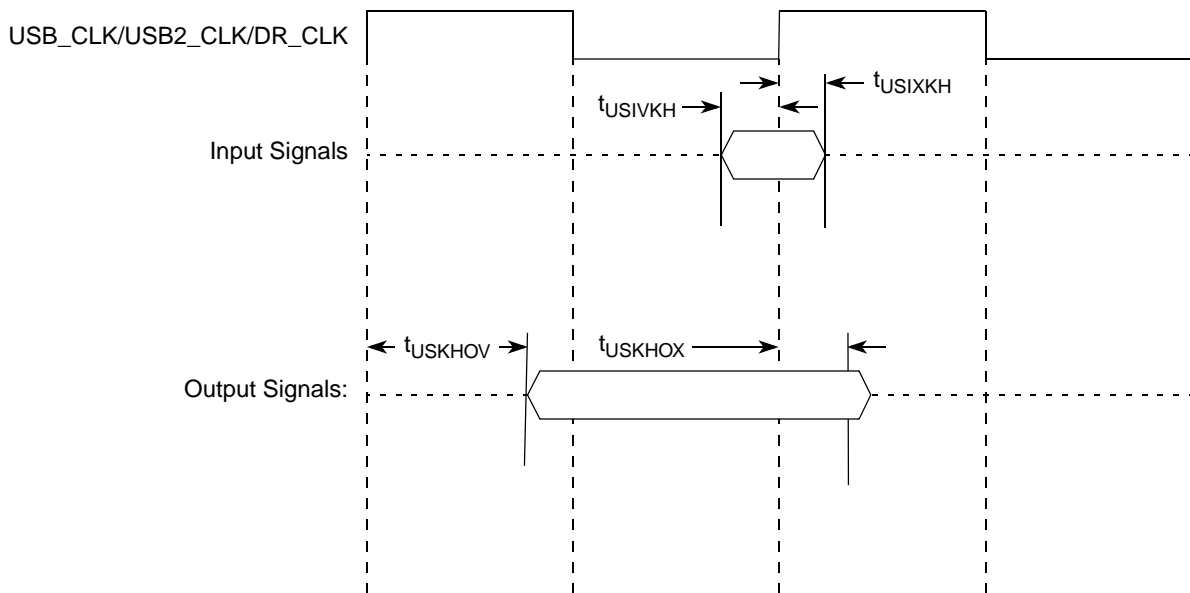 USB_CLK/USB2_CLK/DR_CLK
tUSIXKH
tUSIVKH
Input Signals
tUSKHOV
tUSKHOX
Output Signals: